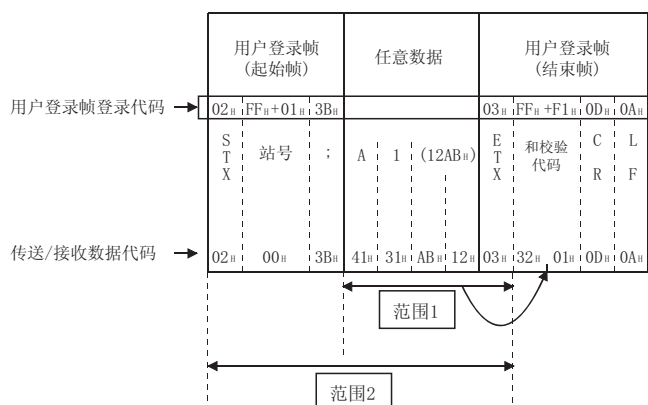 用户登录帧
(起始帧)
任意数据
用户登录帧
(结束帧)
用户登录帧登录代码
02H FFH+01H 3BH 03H FFH+F1H 0DH 0AH
STX
站号
;
A 1 (12ABH)
ETX
和校验
代码
CR
LF
传送/接收数据代码
02H 00H 3BH 41H 31H ABH 12H 03H 32H 01H 0DH 0AH
范围1
范围2